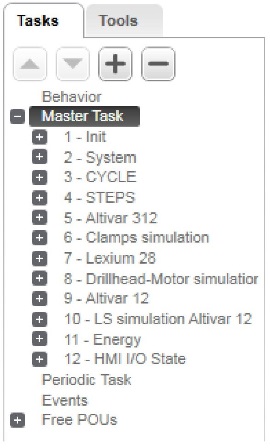 Tasks Tools
Behavior
Master Task
1 - Init
2 - System
3 - CYCLE
4 - STEPS
5 - Altivar 312
6 - Clamps simulation
7 - Lexium 28
8 - Drillhead-Motor simulation
9 - Altivar 12
10 - LS simulation Altivar 12
11 - Energy
12 - HMI I/O State
Periodic Task
Events
Free POUs